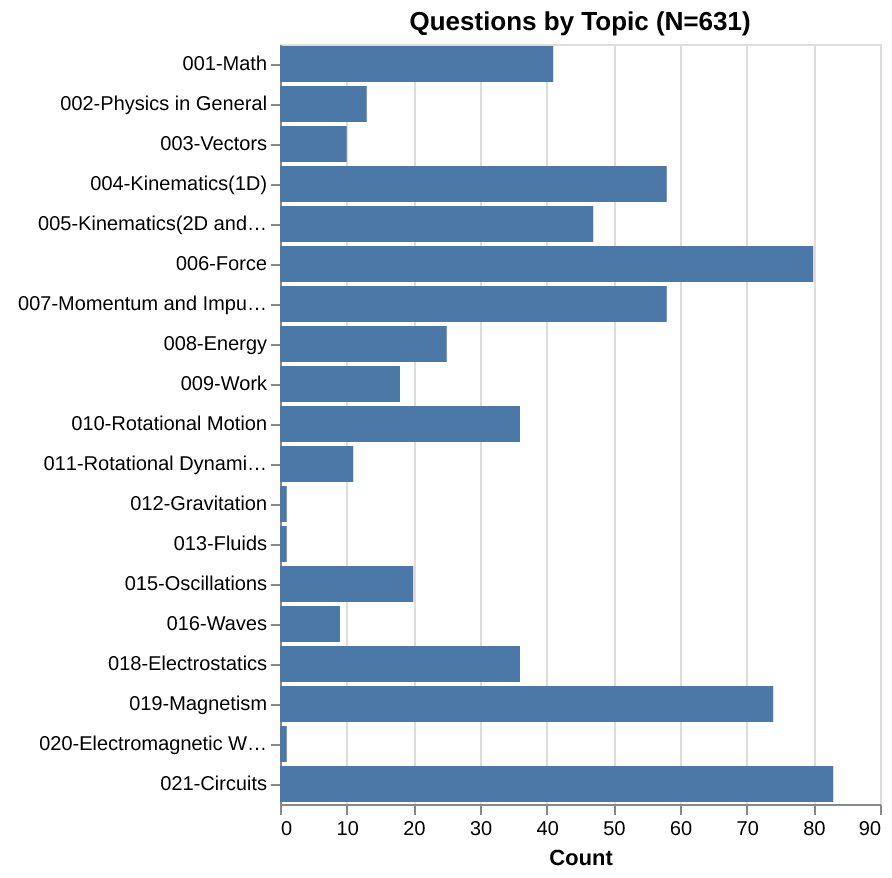 Questions by Topic (N=631)
001-Math
002-Physics in General
003-Vectors
004-Kinematics(1D)
005-Kinematics(2D and…
006-Force
007-Momentum and Impu…
008-Energy
009-Work
010-Rotational Motion
011-Rotational Dynami…
012-Gravitation
013-Fluids
015-Oscillations
016-Waves
018-Electrostatics
019-Magnetism
020-Electromagnetic W…
021-Circuits
0 10 20 30 40 50 60 70 80 90
Count